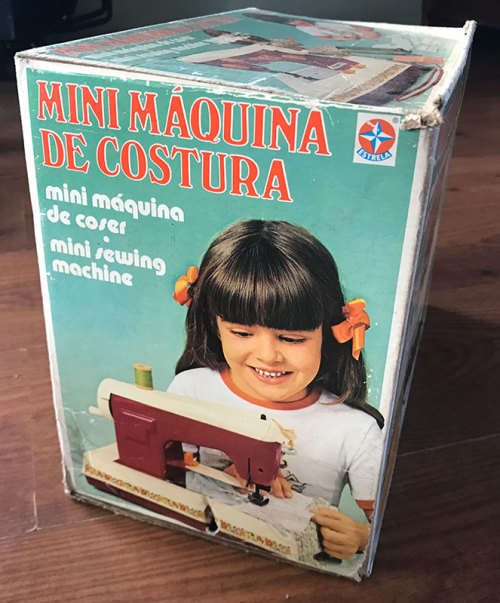 MINI MÁQUINA
DE COSTURA
ESTRELA
mini máquina
de coser
mini sewing
machine